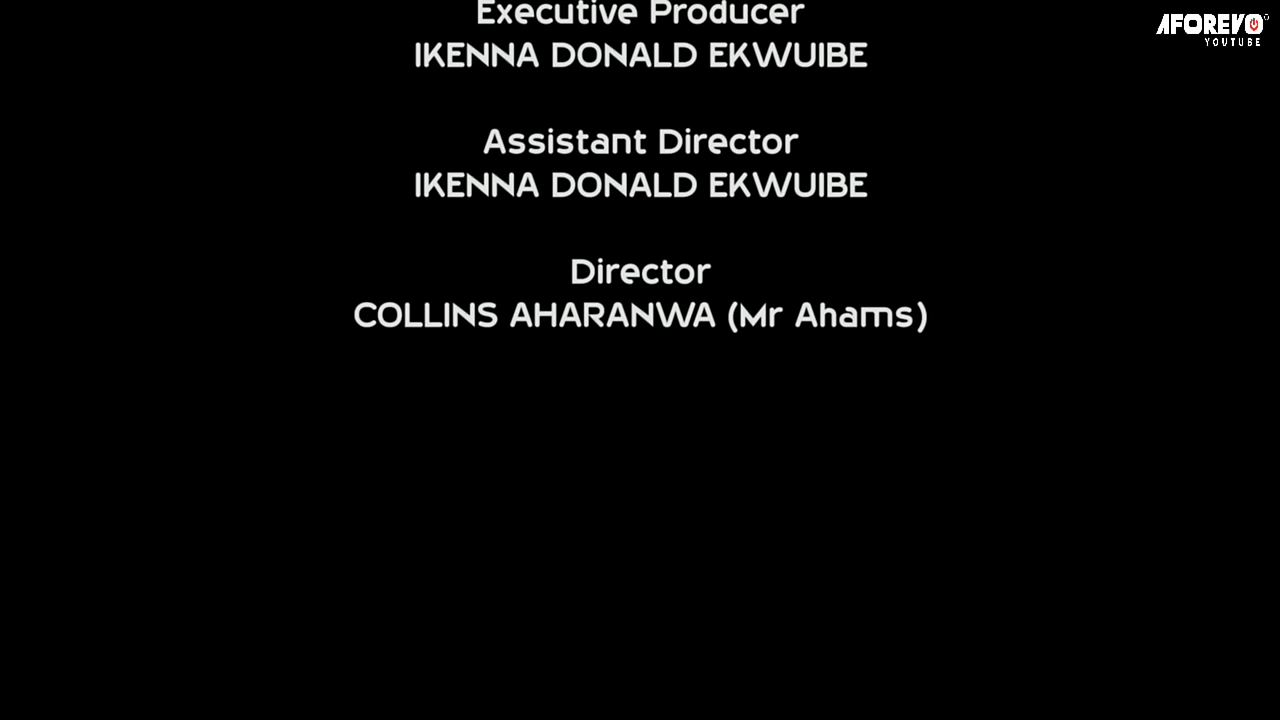 Executive Producer
IKENNA DONALD EKWUIBE
Assistant Director
IKENNA DONALD EKWUIBE
Director
COLLINS AHARANWA (Mr Ahams)
AFOREVO
YOUTUBE